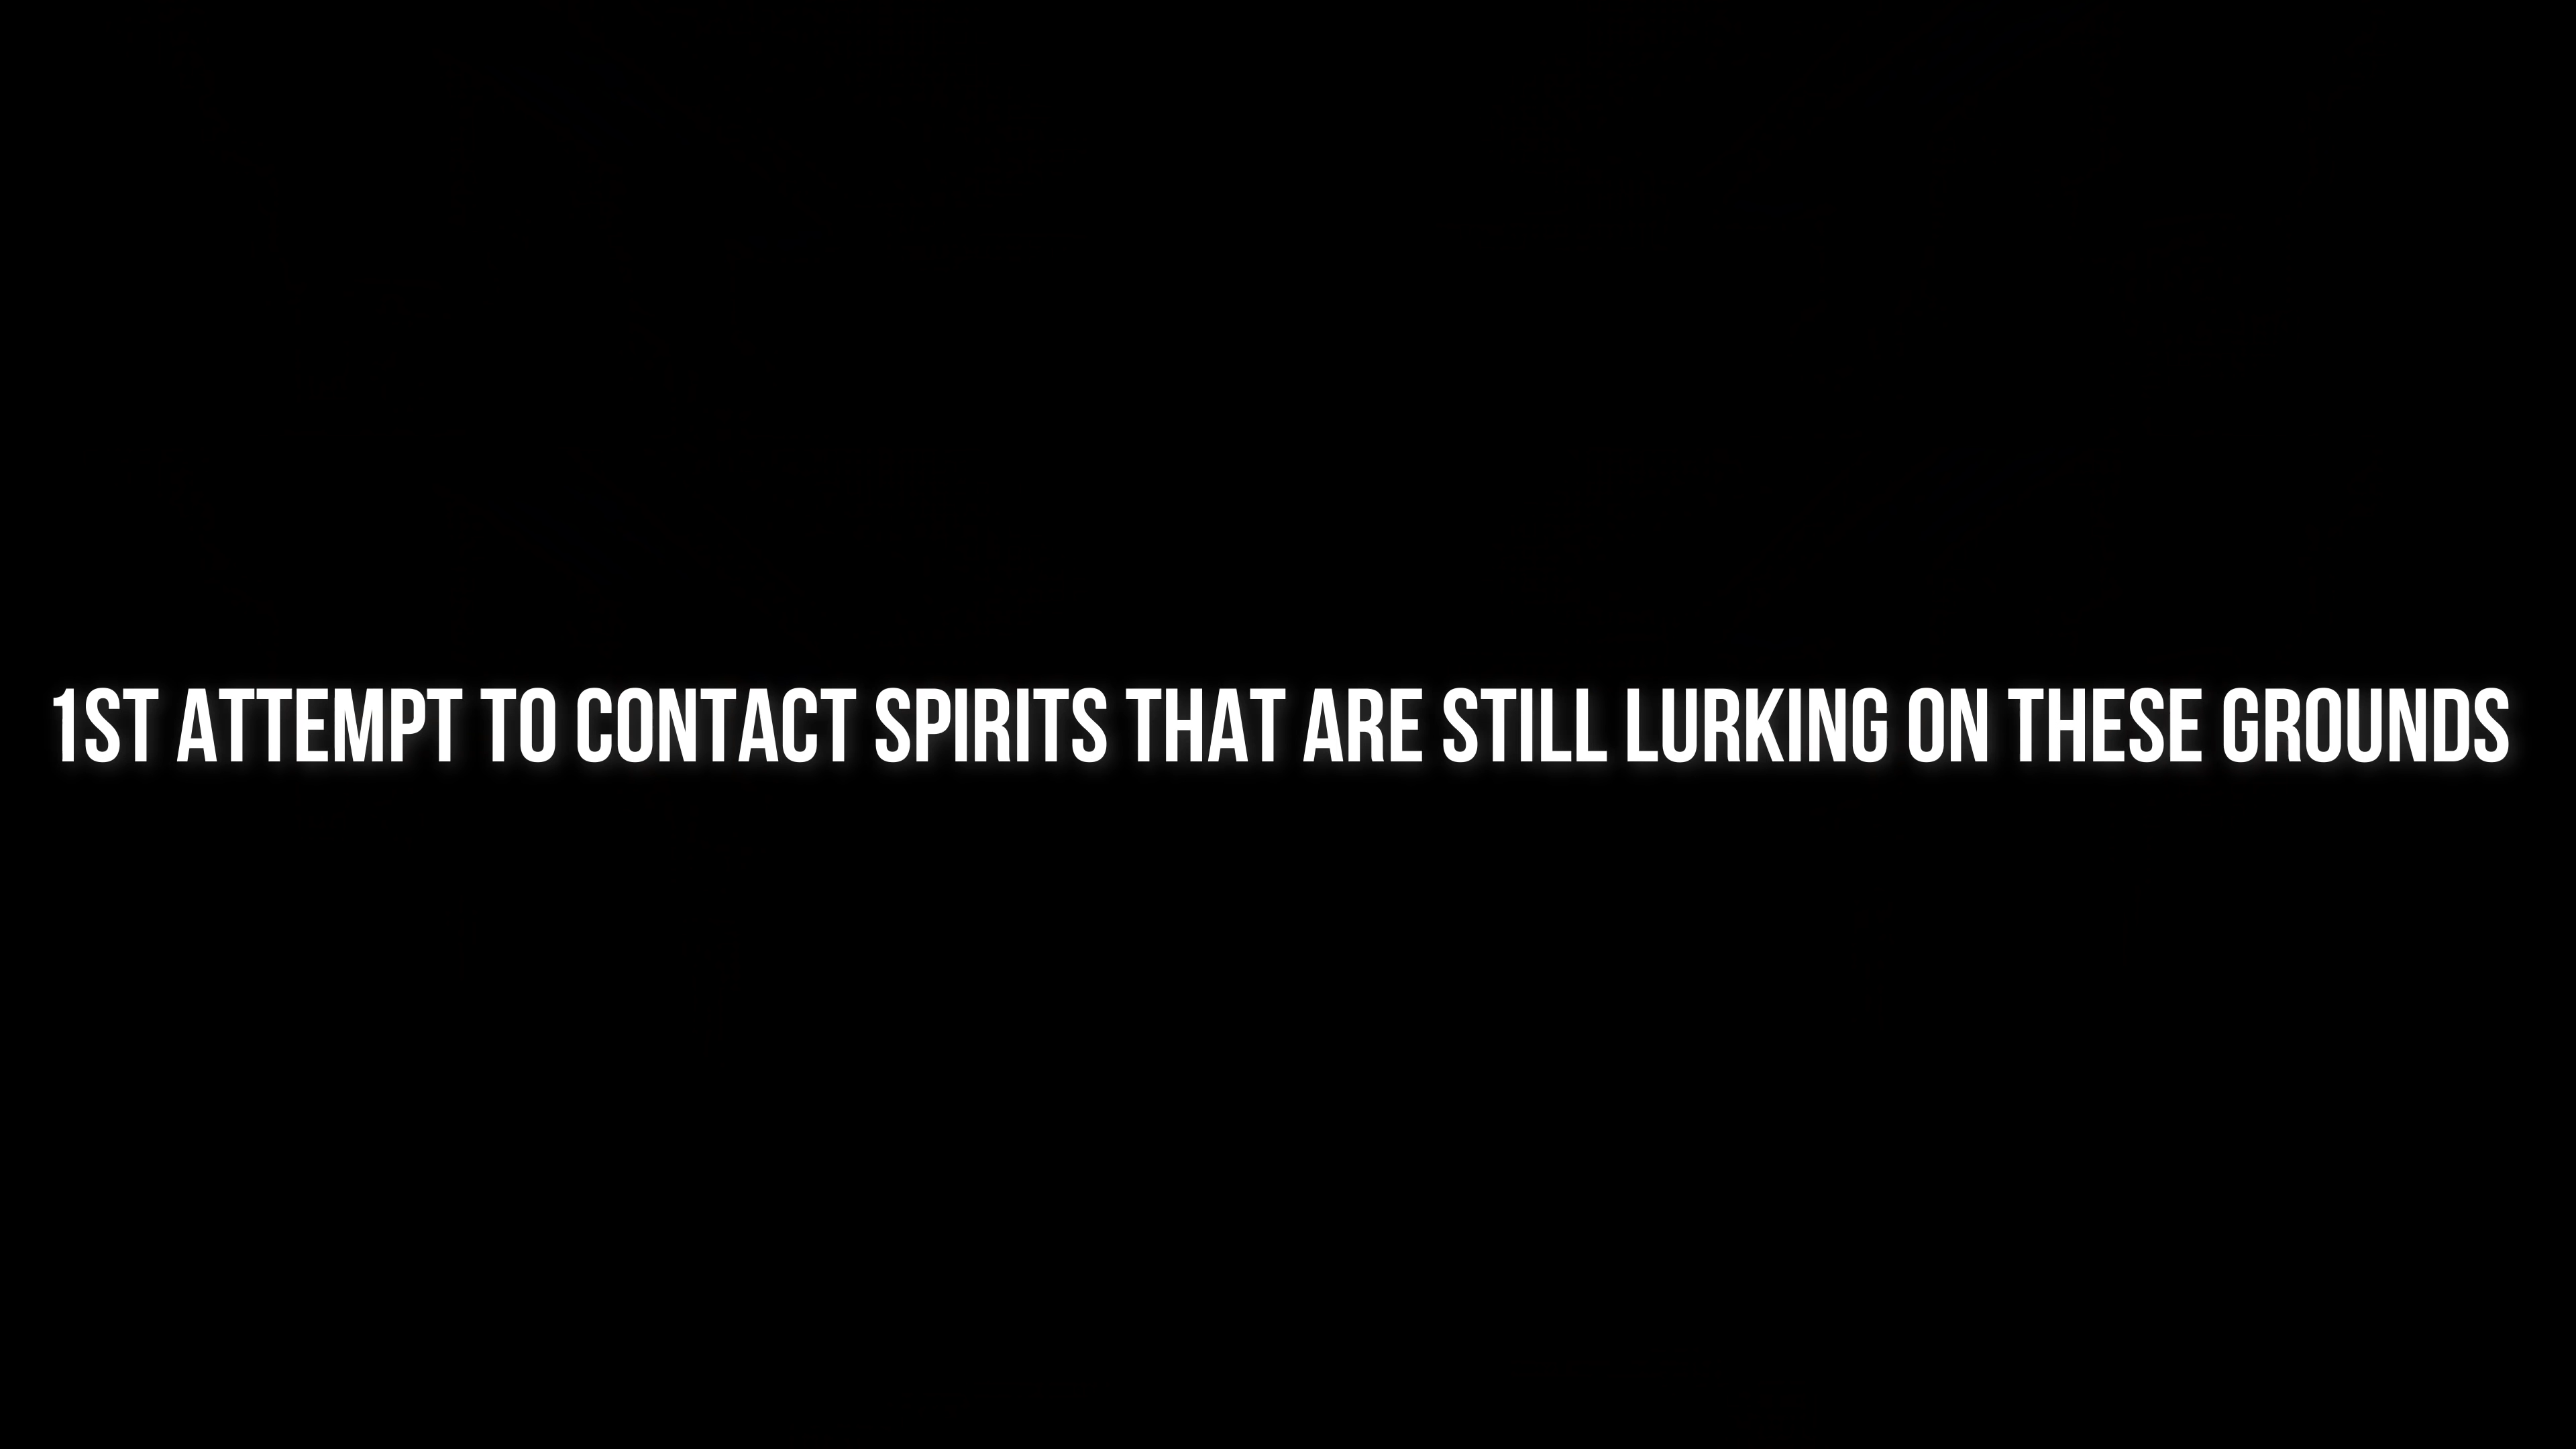 1ST ATTEMPT TO CONTACT SPIRITS THAT ARE STILL LURKING ON THESE GROUNDS